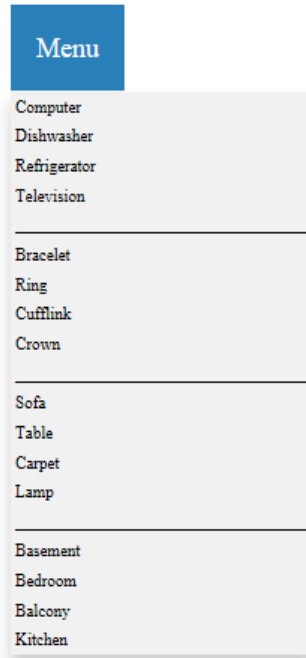 Menu
Computer
Dishwasher
Refrigerator
Television
Bracelet
Ring
Cufflink
Crown
Sofa
Table
Carpet
Lamp
Basement
Bedroom
Balcony
Kitchen